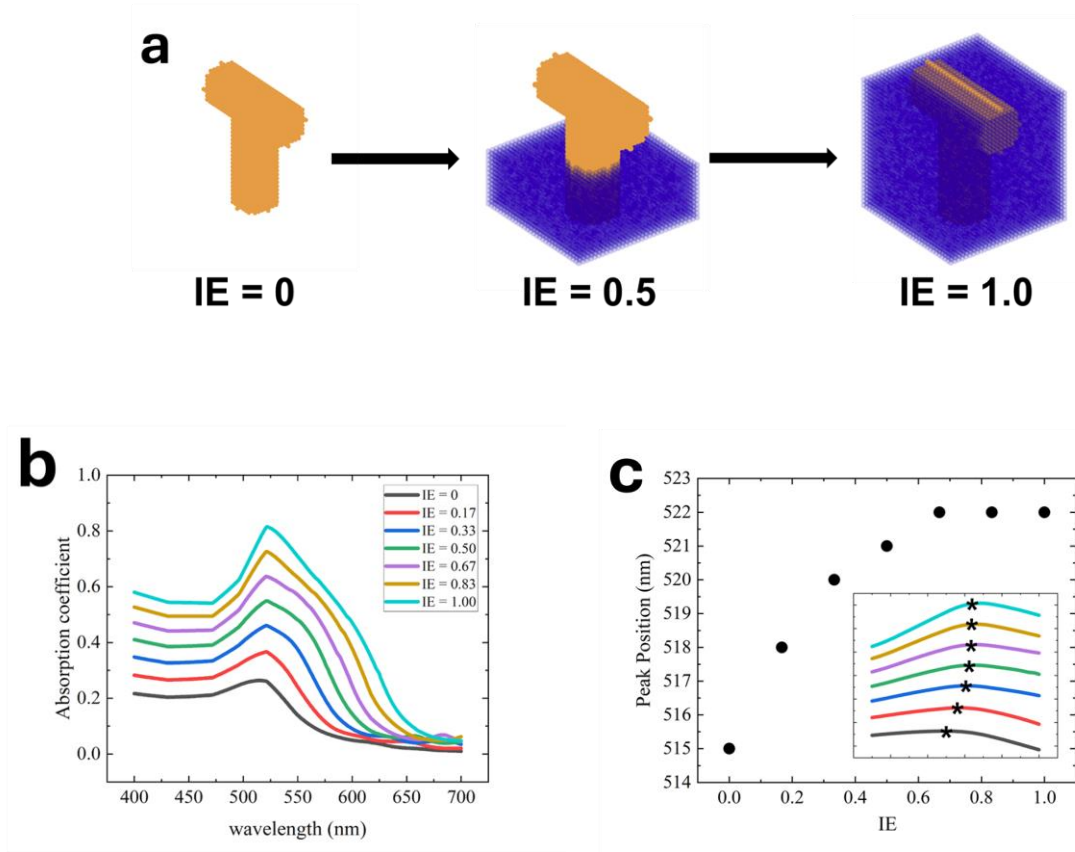 a
IE = 0
IE = 0.5
IE = 1.0
b
1.0
0.8
0.6
0.4
0.2
0.0
Absorption coefficient
IE = 0
IE = 0.17
IE = 0.33
IE = 0.50
IE = 0.67
IE = 0.83
IE = 1.00
400 450 500 550 600 650 700
wavelength (nm)
c
523
522
521
520
519
518
517
516
515
514
Peak Position (nm)
*
*
*
*
*
*
*
0.0 0.2 0.4 0.6 0.8 1.0
IE